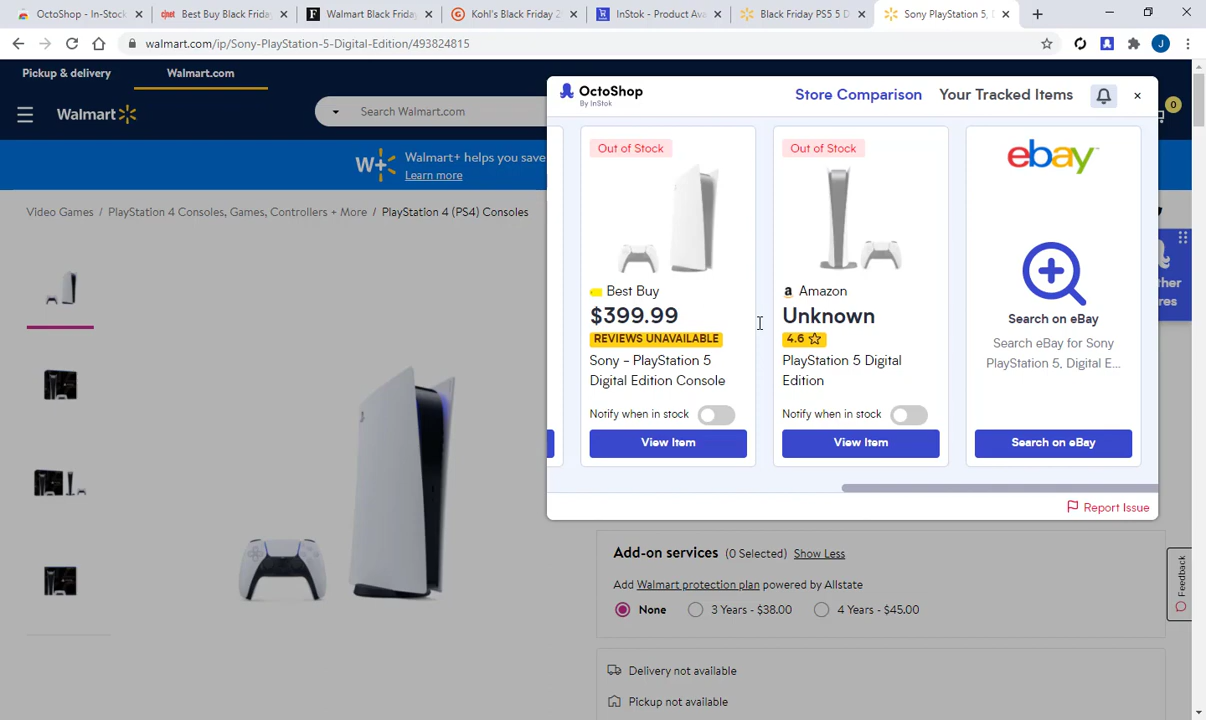 OctoShop - In-Stock
cnet
Best Buy Black Frida
F
Walmart Black Friday
Kohl's Black Friday 2
InStok - Product Av
Black Friday PS5 5 D
Sony PlayStation 5,
walmart.com/ip/Sony-PlayStation-5-Digital-Edition/493824815
J
Pickup & delivery
Walmart.com
Walmart
Search Walmart.com
0
W+
Walmart+ helps you save
Learn more
Video Games / PlayStation 4 Consoles, Games, Controllers + More / PlayStation 4 (PS4) Consoles
OctoShop
By InStok
Store Comparison
Your Tracked Items
Out of Stock
Best Buy
$399.99
REVIEWS UNAVAILABLE
Sony - PlayStation 5
Digital Edition Console
Notify when in stock
View Item
Out of Stock
a Amazon
Unknown
4.6
PlayStation 5 Digital
Edition
Notify when in stock
View Item
ebay
Search on eBay
Search eBay for Sony
PlayStation 5, Digital E...
Search on eBay
Report Issue
Add-on services (0 Selected) Show Less
Add Walmart protection plan powered by Allstate
None
3 Years - $38.00
4 Years - $45.00
Feedback
Delivery not available
Pickup not available